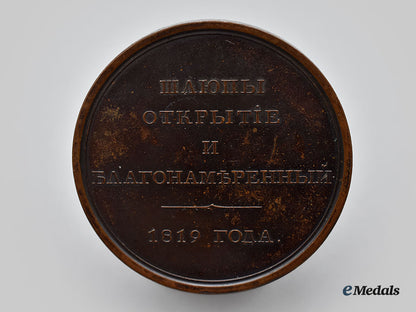 ШЛЮПЫ
ОТКРЫТІЕ
И
БЛАГОНАМѢРЕННЫЙ
1819 ГОДА.
eMedals